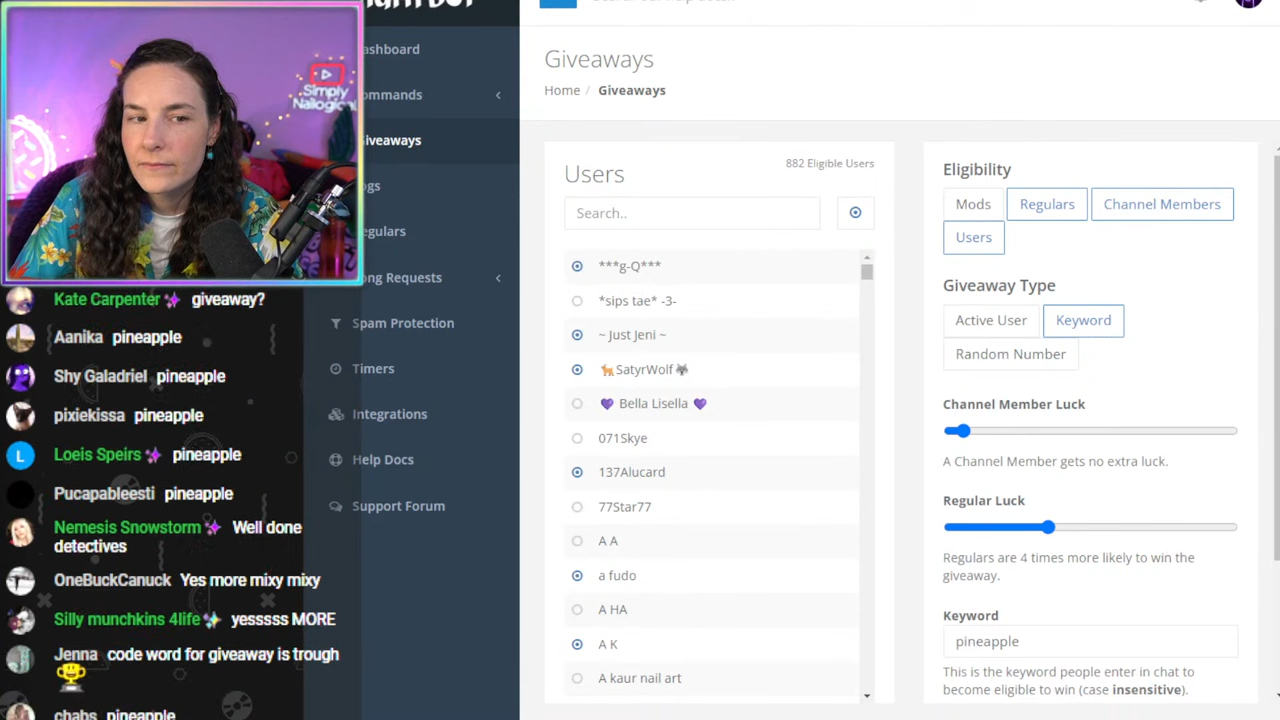 Simply
Nailogical
Kate Carpenter giveaway?
Aanika pineapple
Shy Galadriel pineapple
pixiekissa pineapple
L
Loeis Speirs pineapple
Pucapableesti pineapple
Nemesis Snowstorm Well done
detectives
OneBuckCanuck Yes more mixy mixy
Silly munchkins 4life yesssss MORE
Jenna code word for giveaway is trough
chabs pineapple
ashboard
ommands
iveaways
ogs
egulars
ong Requests
Spam Protection
Timers
Integrations
Help Docs
Support Forum
Giveaways
Home / Giveaways
Users
882 Eligible Users
Search..
***g-Q***
*sips tae* -3-
~ Just Jeni ~
SatyrWolf
Bella Lisella
071Skye
137Alucard
77Star77
A A
a fudo
A HA
A K
A kaur nail art
Eligibility
Mods
Regulars
Channel Members
Users
Giveaway Type
Active User
Keyword
Random Number
Channel Member Luck
A Channel Member gets no extra luck.
Regular Luck
Regulars are 4 times more likely to win the
giveaway.
Keyword
pineapple
This is the keyword people enter in chat to
become eligible to win (case insensitive).